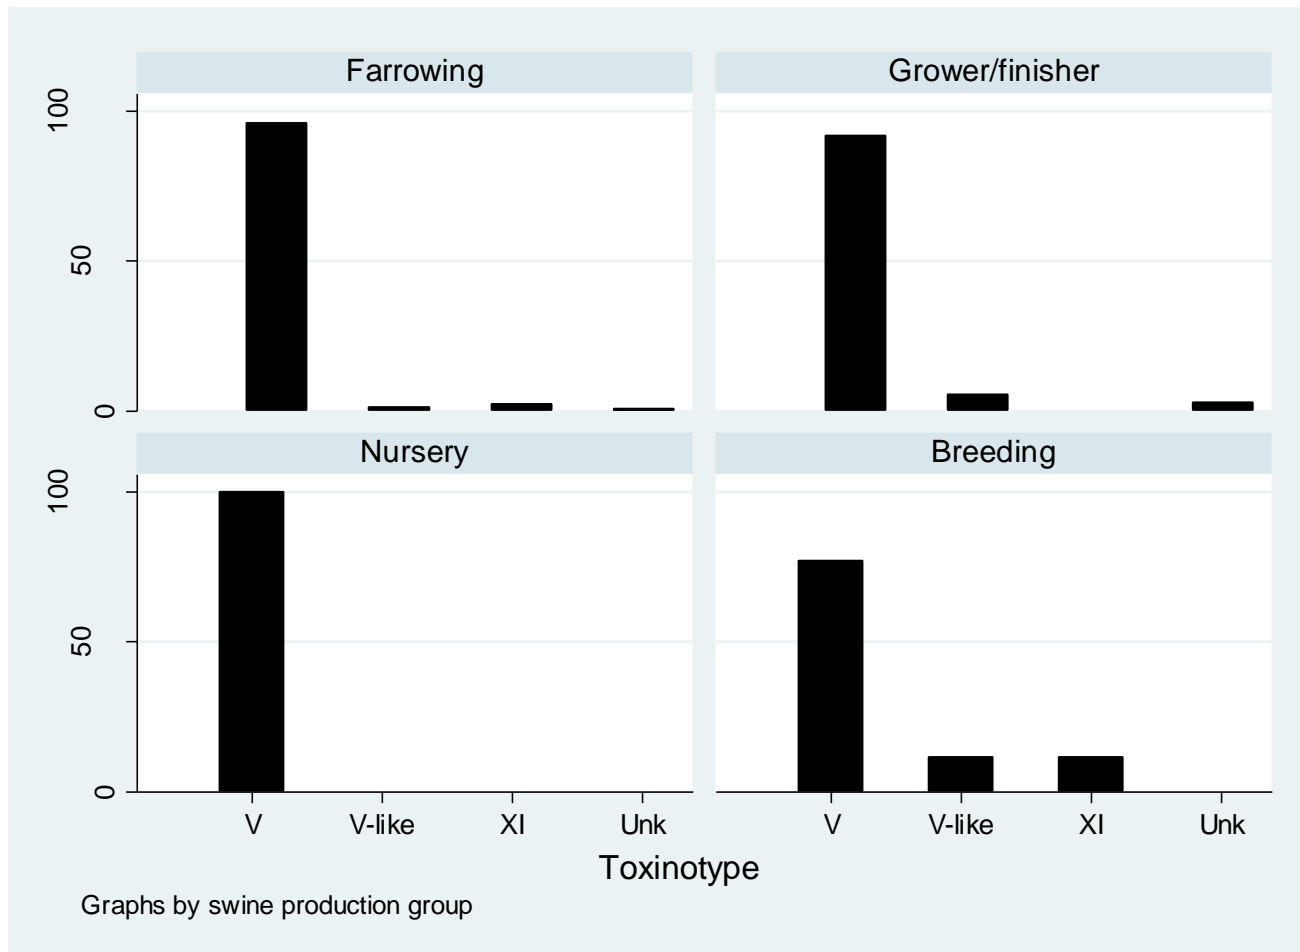 Farrowing
Grower/finisher
100
50
0
Nursery
Breeding
100
50
0
V V-like XI Unk
V V-like XI Unk
Toxinotype
Graphs by swine production group